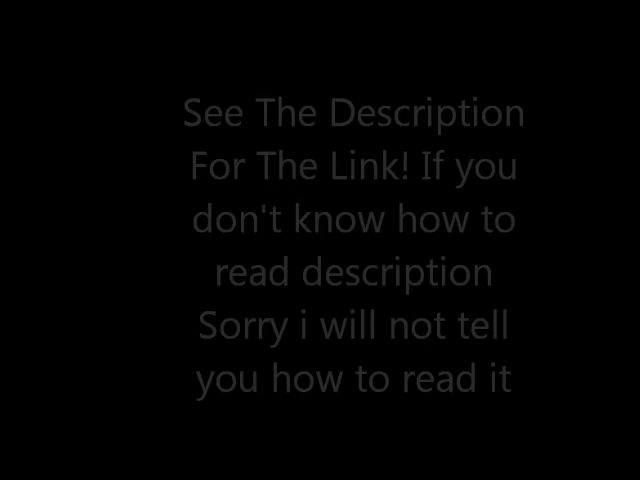 See The Description
For The Link! If you
don't know how to
read description
Sorry i will not tell
you how to read it